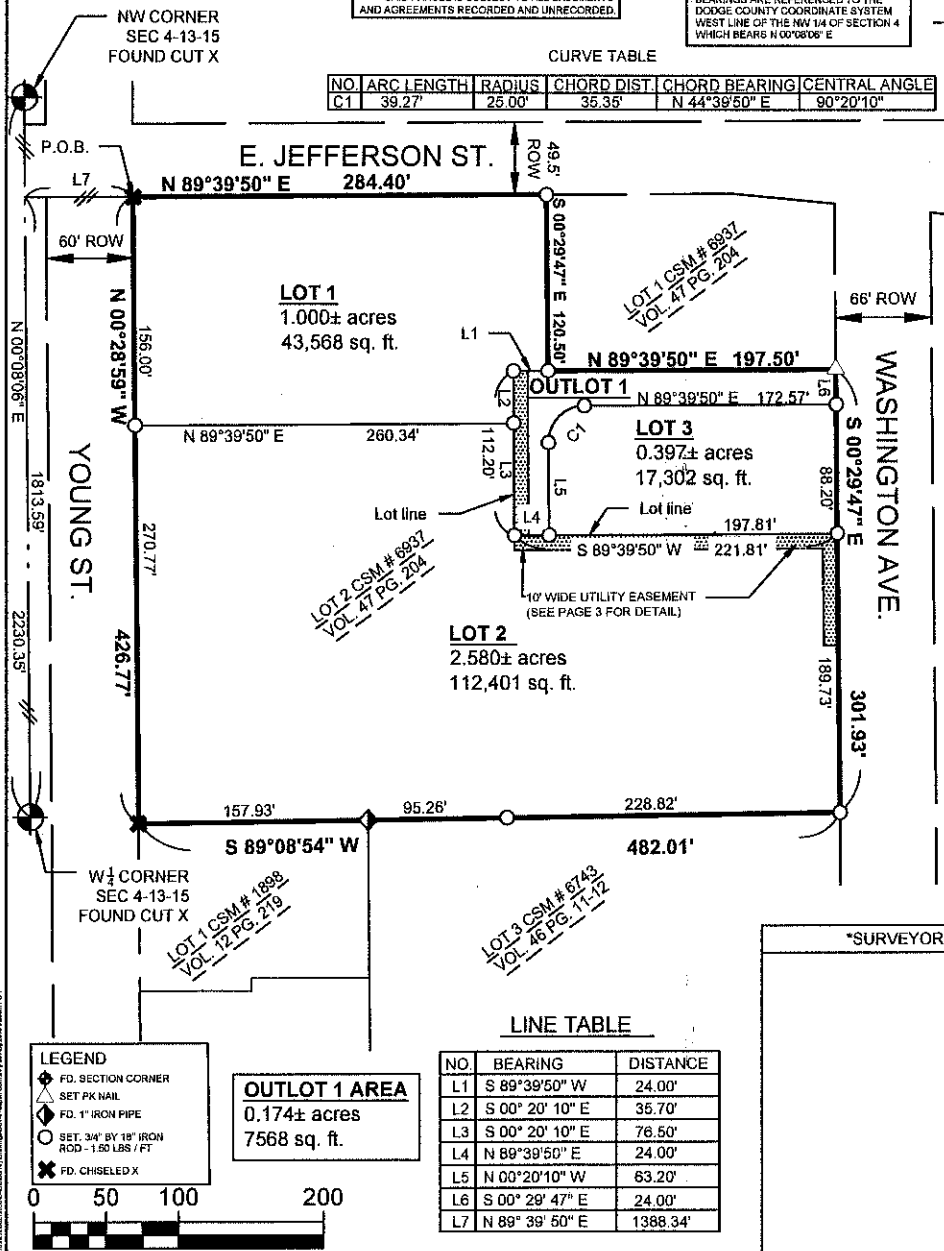 NW CORNER
SEC 4-13-15
FOUND CUT X
AND AGREEMENTS RECORDED AND UNRECORDED.
BEARINGS ARE REFERENCED TO THE
DODGE COUNTY COORDINATE SYSTEM
WEST LINE OF THE NW 1/4 OF SECTION 4
WHICH BEARS N 00°08'06" E
CURVE TABLE
NO. ARC LENGTH RADIUS CHORD DIST. CHORD BEARING CENTRAL ANGLE
C1 39.27' 25.00' 35.35' N 44°39'50" E 90°20'10"
P.O.B.
E. JEFFERSON ST.
49.5'
ROW
L7
N 89°39'50" E 284.40'
60' ROW
S 00°29'47" E 120.50'
LOT 1 CSM # 6937
VOL. 47 PG. 204
66' ROW
LOT 1
1.000± acres
43,568 sq. ft.
N 00°28'59" W
156.00'
N 00°08'06" E
L1
N 89°39'50" E 197.50'
OUTLOT 1
L6
L2
N 89°39'50" E 172.57'
WASHINGTON AVE.
N 89°39'50" E 260.34'
112.20'
C1
LOT 3
0.397± acres
17,302 sq. ft.
S 00°29'47" E
88.20'
YOUNG ST.
1813.59'
L3
L5
Lot line
L4
Lot line
197.81'
S 89°39'50" W 221.81'
270.77'
LOT 2 CSM # 6937
VOL. 47 PG. 204
10' WIDE UTILITY EASEMENT
(SEE PAGE 3 FOR DETAIL)
2230.35'
426.77'
LOT 2
2.580± acres
112,401 sq. ft.
189.73'
301.93'
157.93'
95.26'
228.82'
S 89°08'54" W
482.01'
W1/4 CORNER
SEC 4-13-15
FOUND CUT X
LOT 1 CSM # 1898
VOL. 12 PG. 219
LOT 3 CSM # 6743
VOL. 46 PG. 11-12
*SURVEYOR
LINE TABLE
NO. BEARING DISTANCE
L1 S 89°39'50" W 24.00'
L2 S 00° 20' 10" E 35.70'
L3 S 00° 20' 10" E 76.50'
L4 N 89°39'50" E 24.00'
L5 N 00°20'10" W 63.20'
L6 S 00° 29' 47" E 24.00'
L7 N 89° 39' 50" E 1388.34'
LEGEND
FD. SECTION CORNER
SET PK NAIL
FD. 1" IRON PIPE
SET. 3/4" BY 18" IRON
ROD - 1.50 LBS / FT
FD. CHISELED X
OUTLOT 1 AREA
0.174± acres
7568 sq. ft.
0 50 100 200